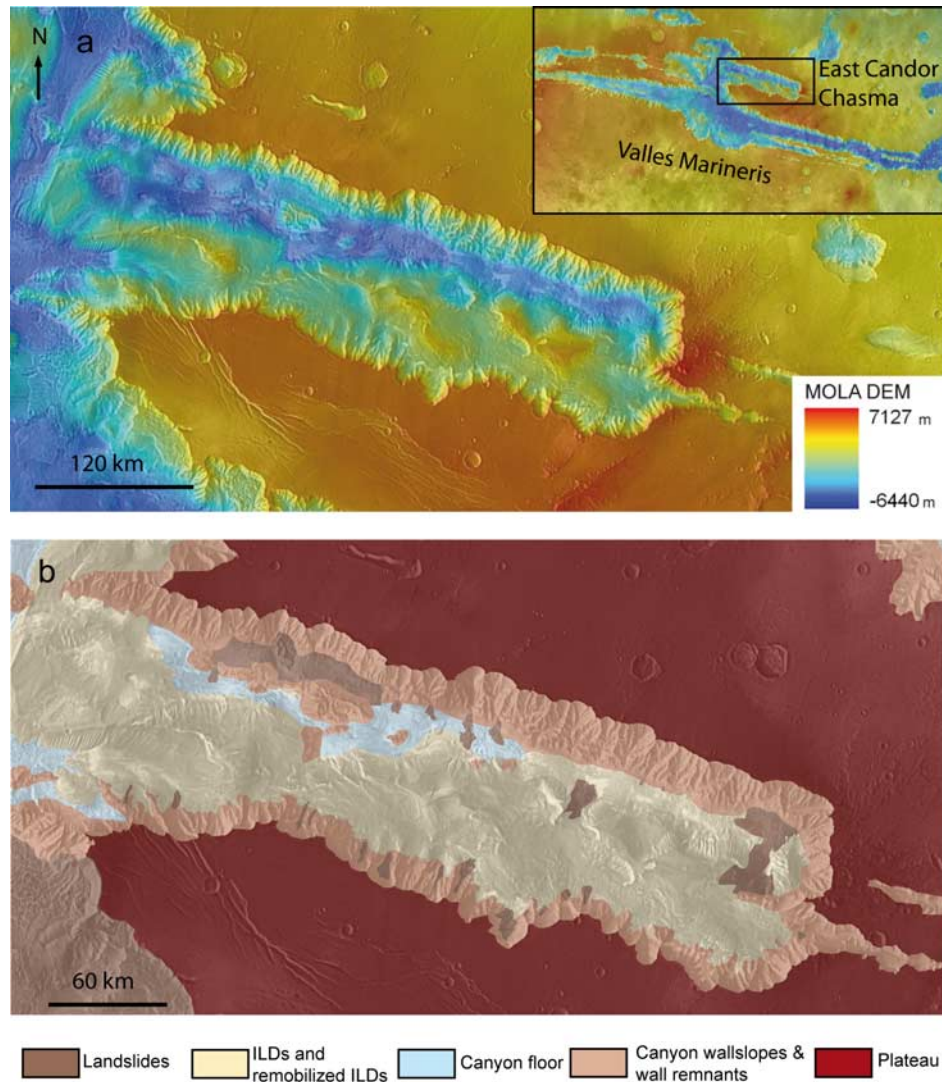 a
N
East Candor
Chasma
Valles Marineris
120 km
MOLA DEM
7127 m
-6440 m
b
60 km
Landslides
ILDs and
remobilized ILDs
Canyon floor
Canyon wallslopes &
wall remnants
Plateau